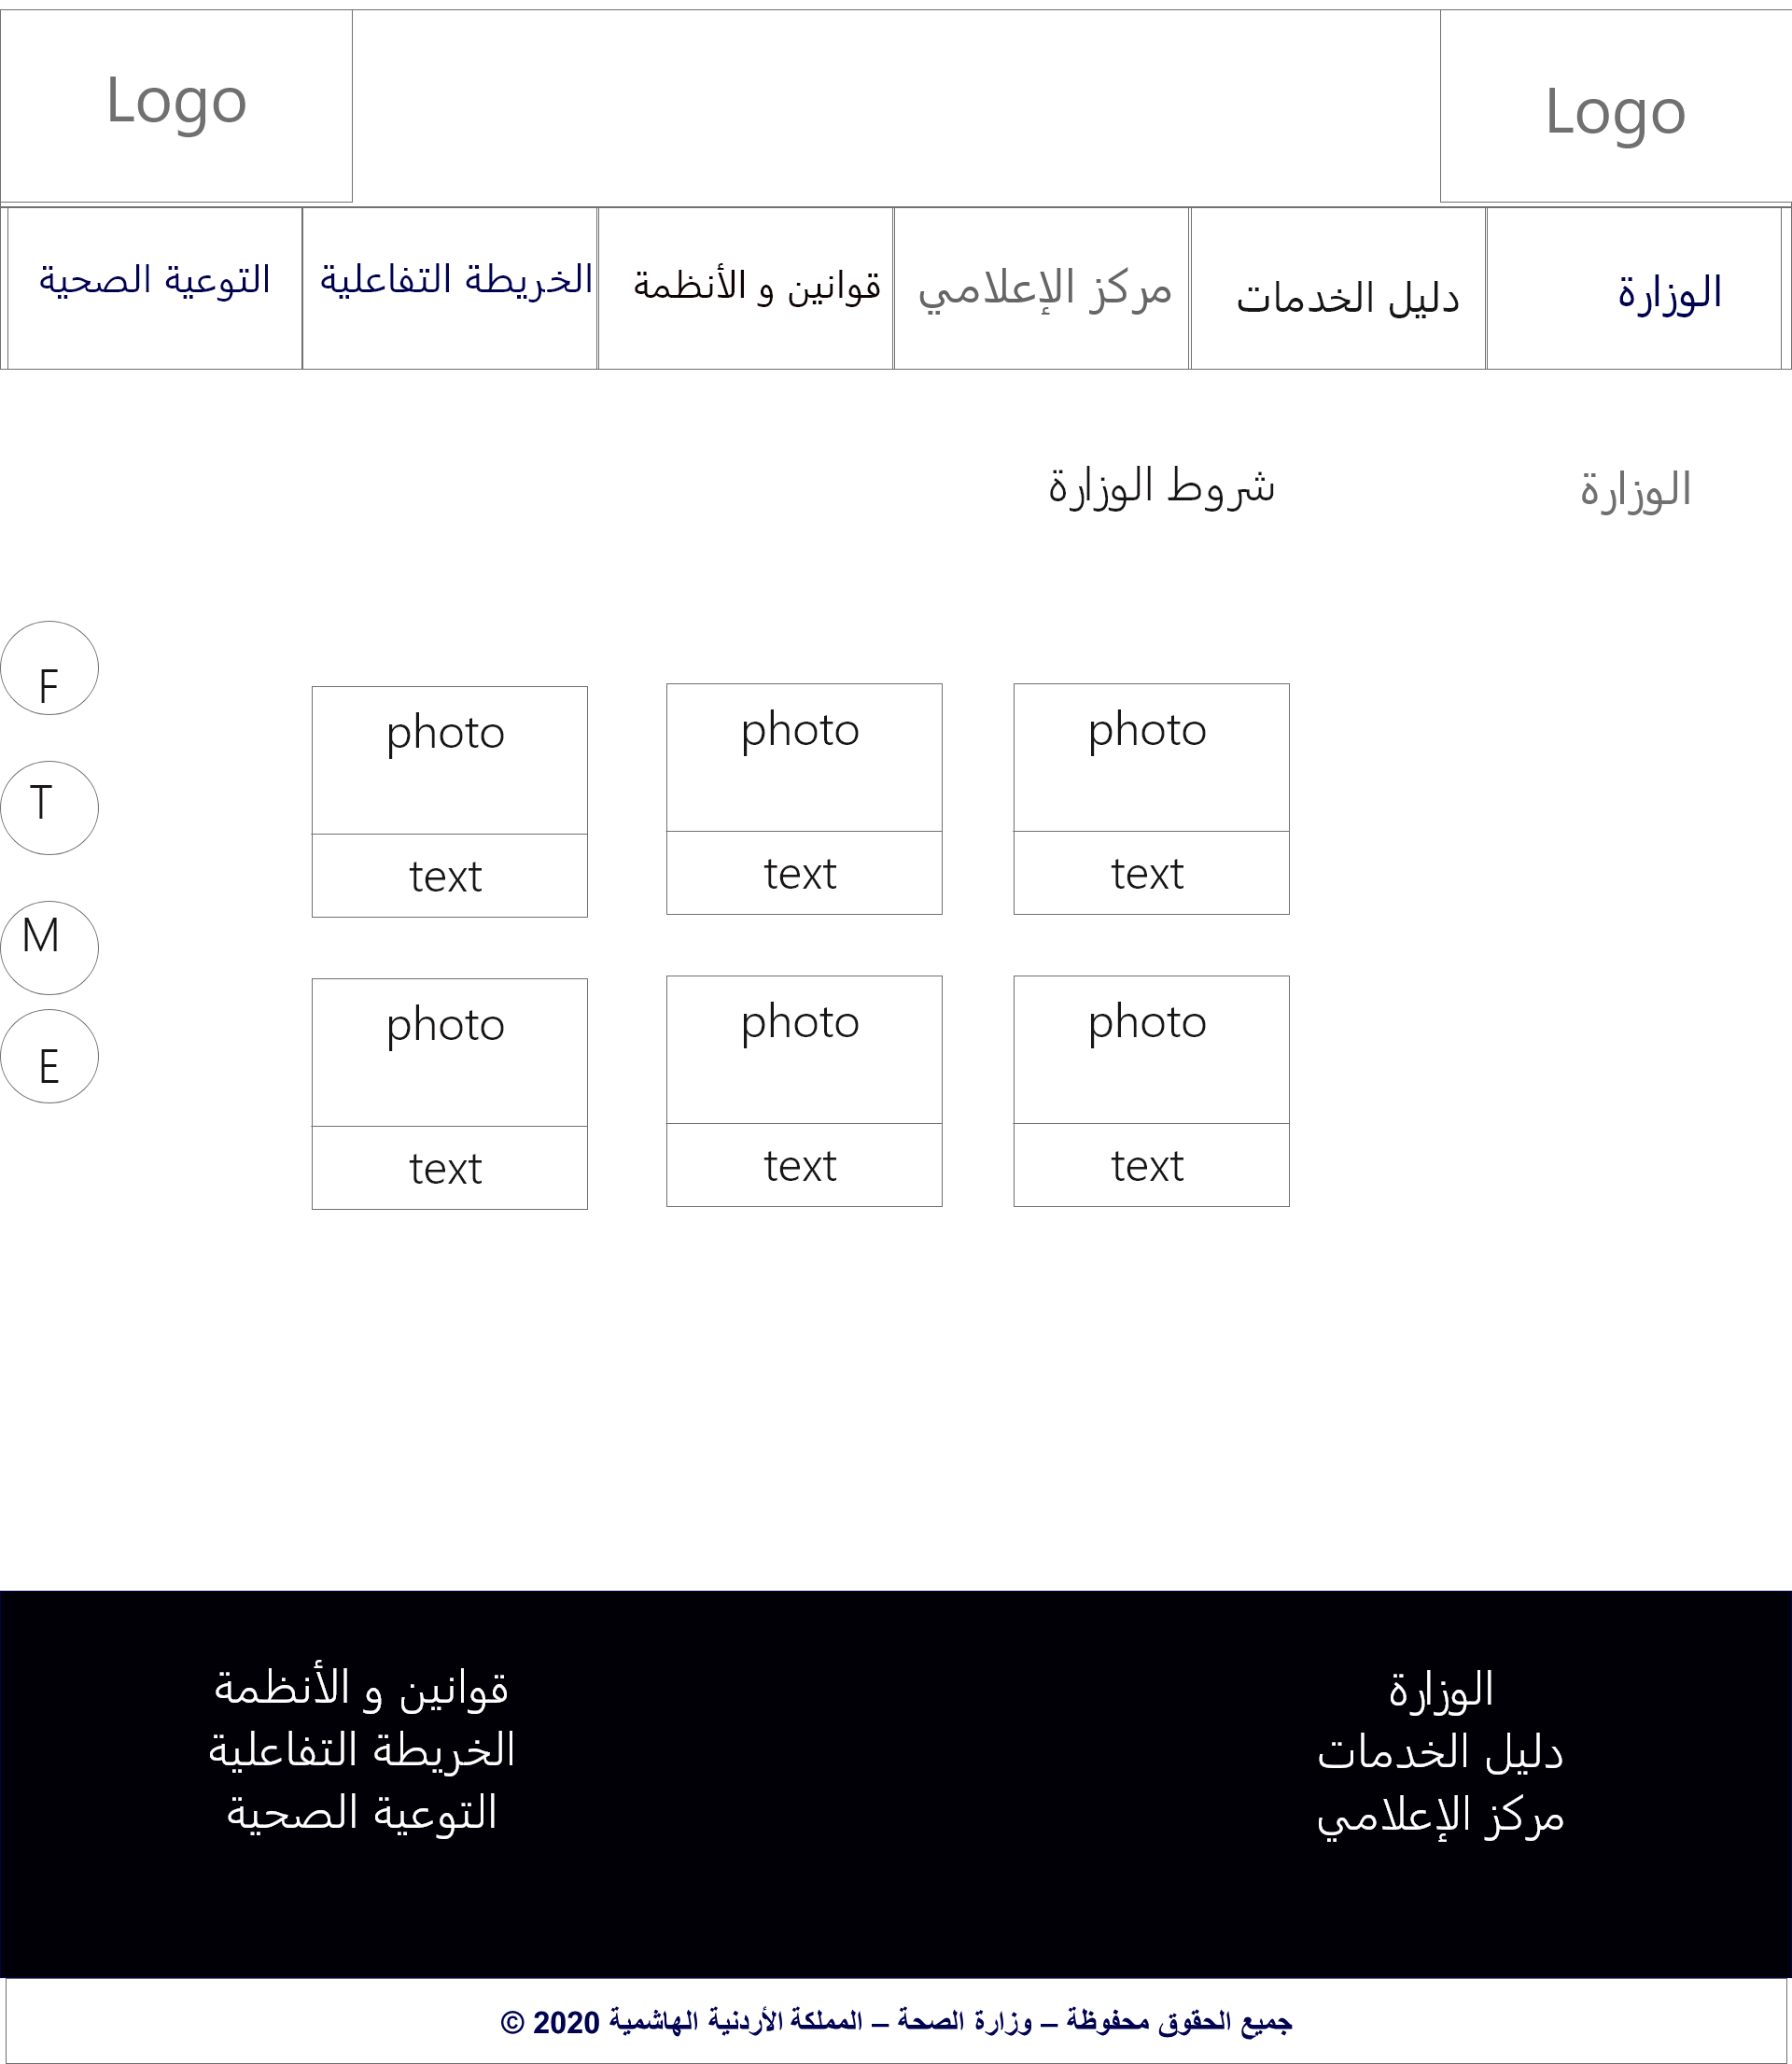 Logo
Logo
الوزارة
دليل الخدمات
مركز الإعلامي
قوانين و الأنظمة
الخريطة التفاعلية
التوعية الصحية
الوزارة
شروط الوزارة
F
T
M
E
photo
photo
photo
text
text
text
photo
photo
photo
text
text
text
الوزارة
دليل الخدمات
مركز الإعلامي
قوانين و الأنظمة
الخريطة التفاعلية
التوعية الصحية
جميع الحقوق محفوظة – وزارة الصحة – المملكة الأردنية الهاشمية 2020 ©